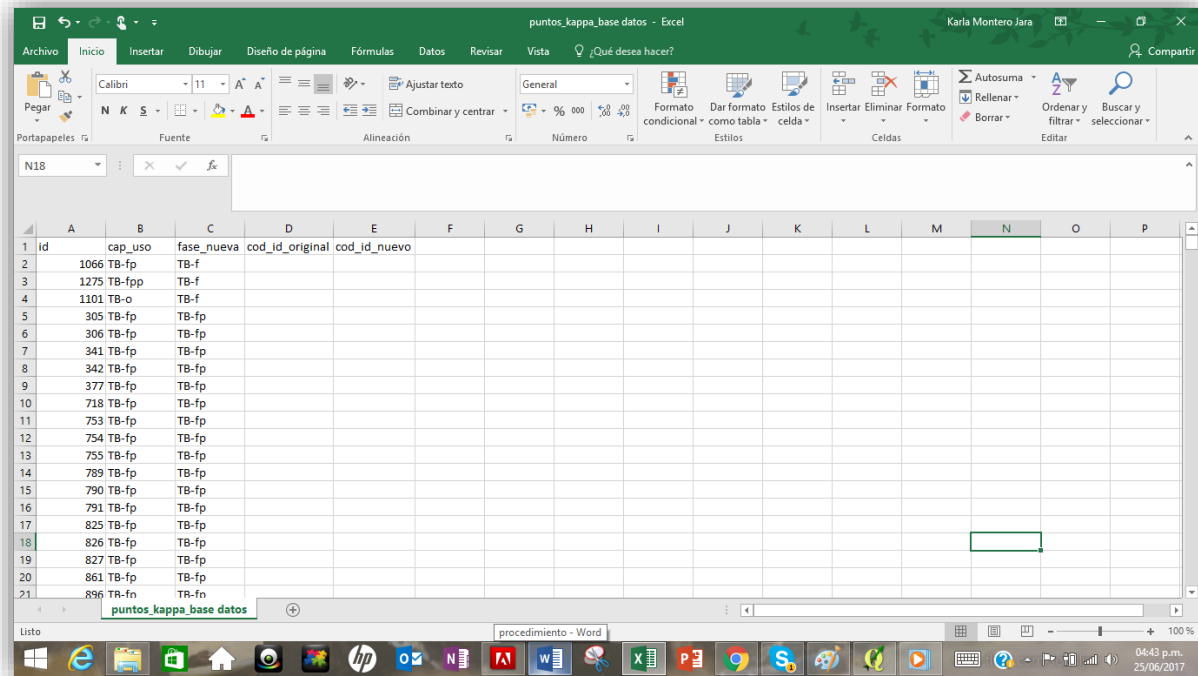 puntos_kappa_base datos - Excel
Karla Montero Jara
Archivo Inicio Insertar Dibujar Diseño de página Fórmulas Datos Revisar Vista ¿Qué desea hacer? Compartir
Pegar
Calibri 11 A A
N K S A
Ajustar texto
Combinar y centrar
General
% 000
Formato condicional
Dar formato como tabla
Estilos de celda
Insertar Eliminar Formato
Autosuma
Rellenar
Borrar
Ordenar y filtrar
Buscar y seleccionar
Portapapeles Fuente Alineación Número Estilos Celdas Editar
N18 fx
A B C D E F G H I J K L M N O P
1 id cap_uso fase_nueva cod_id_original cod_id_nuevo
2 1066 TB-fp TB-f
3 1275 TB-fpp TB-f
4 1101 TB-o TB-f
5 305 TB-fp TB-fp
6 306 TB-fp TB-fp
7 341 TB-fp TB-fp
8 342 TB-fp TB-fp
9 377 TB-fp TB-fp
10 718 TB-fp TB-fp
11 753 TB-fp TB-fp
12 754 TB-fp TB-fp
13 755 TB-fp TB-fp
14 789 TB-fp TB-fp
15 790 TB-fp TB-fp
16 791 TB-fp TB-fp
17 825 TB-fp TB-fp
18 826 TB-fp TB-fp
19 827 TB-fp TB-fp
20 861 TB-fp TB-fp
21 896 TB-fp TB-fp
puntos_kappa_base datos
Listo
procedimiento - Word
100 %
04:43 p.m.
25/06/2017